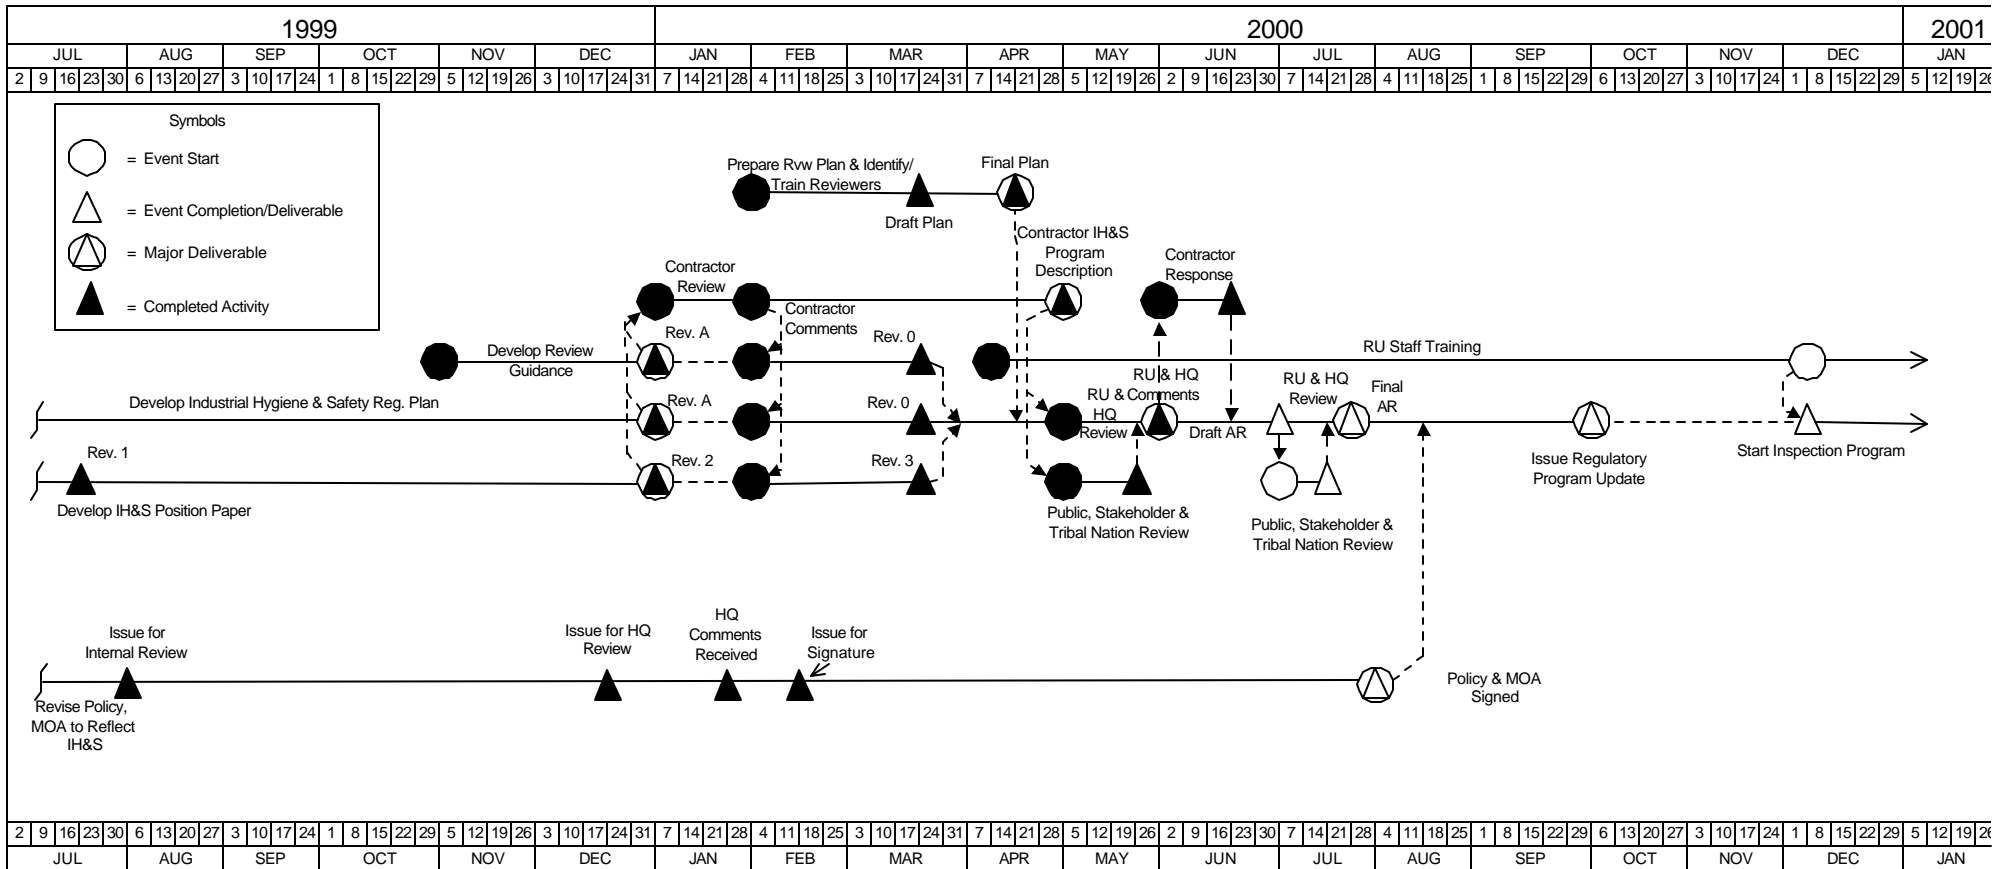 1999 2000 2001
JUL AUG SEP OCT NOV DEC JAN FEB MAR APR MAY JUN JUL AUG SEP OCT NOV DEC JAN
2 9 16 23 30 6 13 20 27 3 10 17 24 1 8 15 22 29 5 12 19 26 3 10 17 24 31 7 14 21 28 4 11 18 25 3 10 17 24 31 7 14 21 28 5 12 19 26 2 9 16 23 30 7 14 21 28 4 11 18 25 1 8 15 22 29 6 13 20 27 3 10 17 24 1 8 15 22 29 5 12 19 26
Symbols
= Event Start
= Event Completion/Deliverable
= Major Deliverable
= Completed Activity
Prepare Rvw Plan & Identify/
Train Reviewers
Draft Plan
Final Plan
Contractor
Review
Contractor
Comments
Contractor IH&S
Program
Description
Contractor
Response
Develop Review
Guidance
Rev. A
Rev. 0
RU Staff Training
Develop Industrial Hygiene & Safety Reg. Plan
Rev. A
Rev. 0
RU &
HQ
Review
RU & HQ
Comments
Draft AR
RU & HQ
Review
Final
AR
Issue Regulatory
Program Update
Start Inspection Program
Rev. 1
Develop IH&S Position Paper
Rev. 2
Rev. 3
Public, Stakeholder &
Tribal Nation Review
Public, Stakeholder &
Tribal Nation Review
Issue for
Internal Review
Issue for HQ
Review
HQ
Comments
Received
Issue for
Signature
Revise Policy,
MOA to Reflect
IH&S
Policy & MOA
Signed
2 9 16 23 30 6 13 20 27 3 10 17 24 1 8 15 22 29 5 12 19 26 3 10 17 24 31 7 14 21 28 4 11 18 25 3 10 17 24 31 7 14 21 28 5 12 19 26 2 9 16 23 30 7 14 21 28 4 11 18 25 1 8 15 22 29 6 13 20 27 3 10 17 24 1 8 15 22 29 5 12 19 26
JUL AUG SEP OCT NOV DEC JAN FEB MAR APR MAY JUN JUL AUG SEP OCT NOV DEC JAN